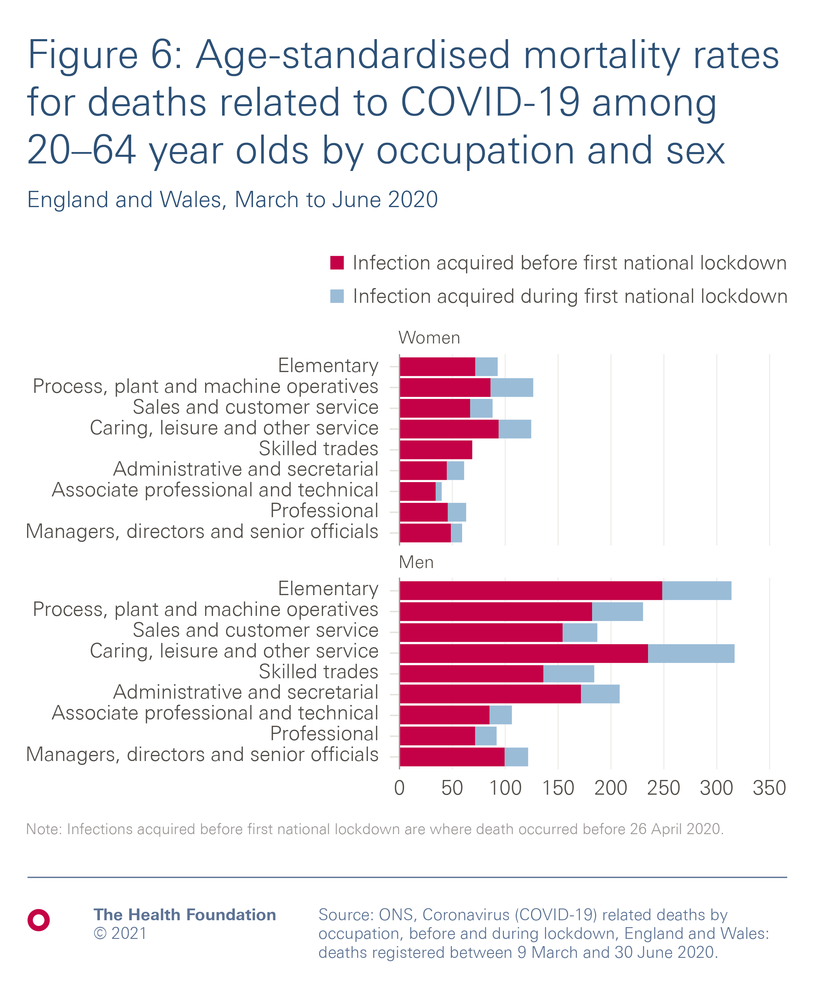 Figure 6: Age-standardised mortality rates
for deaths related to COVID-19 among
20–64 year olds by occupation and sex
England and Wales, March to June 2020
Infection acquired before first national lockdown
Infection acquired during first national lockdown
Women
Elementary
Process, plant and machine operatives
Sales and customer service
Caring, leisure and other service
Skilled trades
Administrative and secretarial
Associate professional and technical
Professional
Managers, directors and senior officials
Men
Elementary
Process, plant and machine operatives
Sales and customer service
Caring, leisure and other service
Skilled trades
Administrative and secretarial
Associate professional and technical
Professional
Managers, directors and senior officials
0 50 100 150 200 250 300 350
Note: Infections acquired before first national lockdown are where death occurred before 26 April 2020.
The Health Foundation
© 2021
Source: ONS, Coronavirus (COVID-19) related deaths by
occupation, before and during lockdown, England and Wales:
deaths registered between 9 March and 30 June 2020.